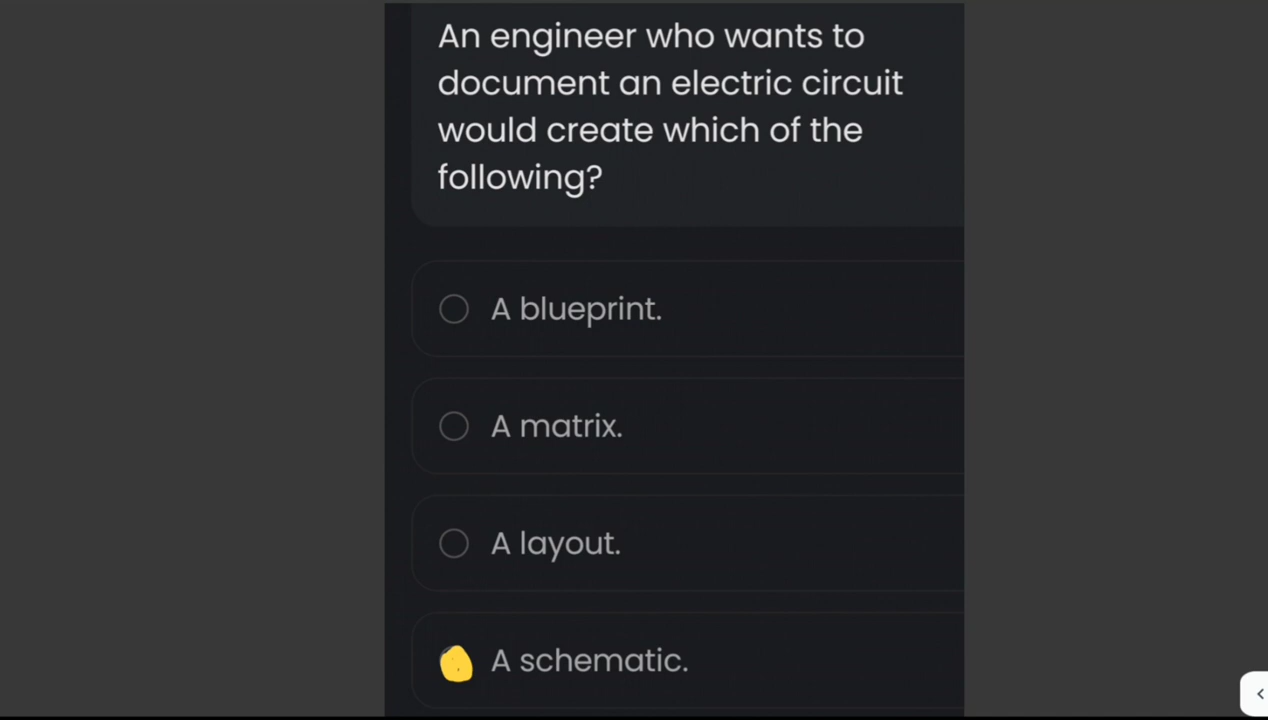 An engineer who wants to
document an electric circuit
would create which of the
following?
A blueprint.
A matrix.
A layout.
A schematic.